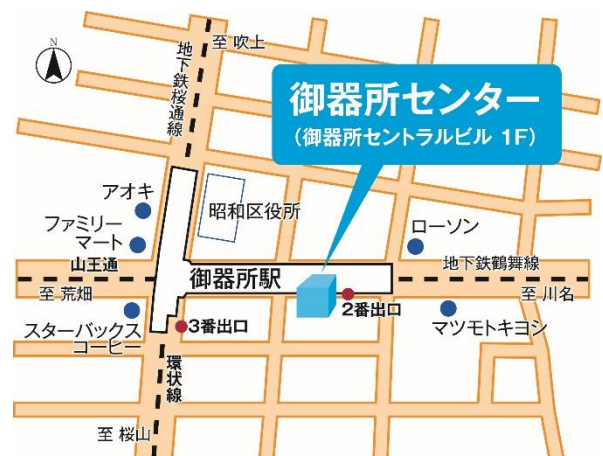 N
至 吹上
地下鉄桜通線
御器所センター
(御器所セントラルビル 1F)
アオキ
昭和区役所
ファミリー
マート
ローソン
山王通
御器所駅
地下鉄鶴舞線
至 荒畑
至 川名
2番出口
スターバックス
コーヒー
3番出口
マツモトキヨシ
環状線
至 桜山